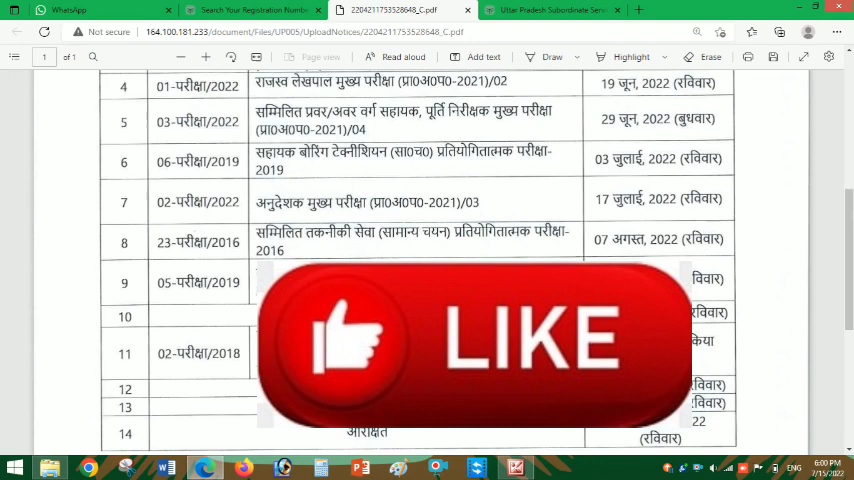 WhatsApp
Search Your Registration Numbe
2204211753528648_C.pdf
Uttar Pradesh Subordinate Servi
Not secure
164.100.181.233/document/Files/UP005/UploadNotices/2204211753528648_C.pdf
1 of 1
Page view
Read aloud
Add text
Draw
Highlight
Erase
4 01-परीक्षा/2022 राजस्व लेखपाल मुख्य परीक्षा (प्रा0अ0प0-2021)/02 19 जून, 2022 (रविवार)
5 03-परीक्षा/2022 सम्मिलित प्रवर/अवर वर्ग सहायक, पूर्ति निरीक्षक मुख्य परीक्षा (प्रा0अ0प0-2021)/04 29 जून, 2022 (बुधवार)
6 06-परीक्षा/2019 सहायक बोरिंग टेक्नीशियन (सा0च0) प्रतियोगितात्मक परीक्षा-2019 03 जुलाई, 2022 (रविवार)
7 02-परीक्षा/2022 अनुदेशक मुख्य परीक्षा (प्रा0अ0प0-2021)/03 17 जुलाई, 2022 (रविवार)
8 23-परीक्षा/2016 सम्मिलित तकनीकी सेवा (सामान्य चयन) प्रतियोगितात्मक परीक्षा-2016 07 अगस्त, 2022 (रविवार)
9 05-परीक्षा/2019
10
11 02-परीक्षा/2018
LIKE
12
13
14 आरक्षित 22 (रविवार)
ENG
6:00 PM
7/15/2022